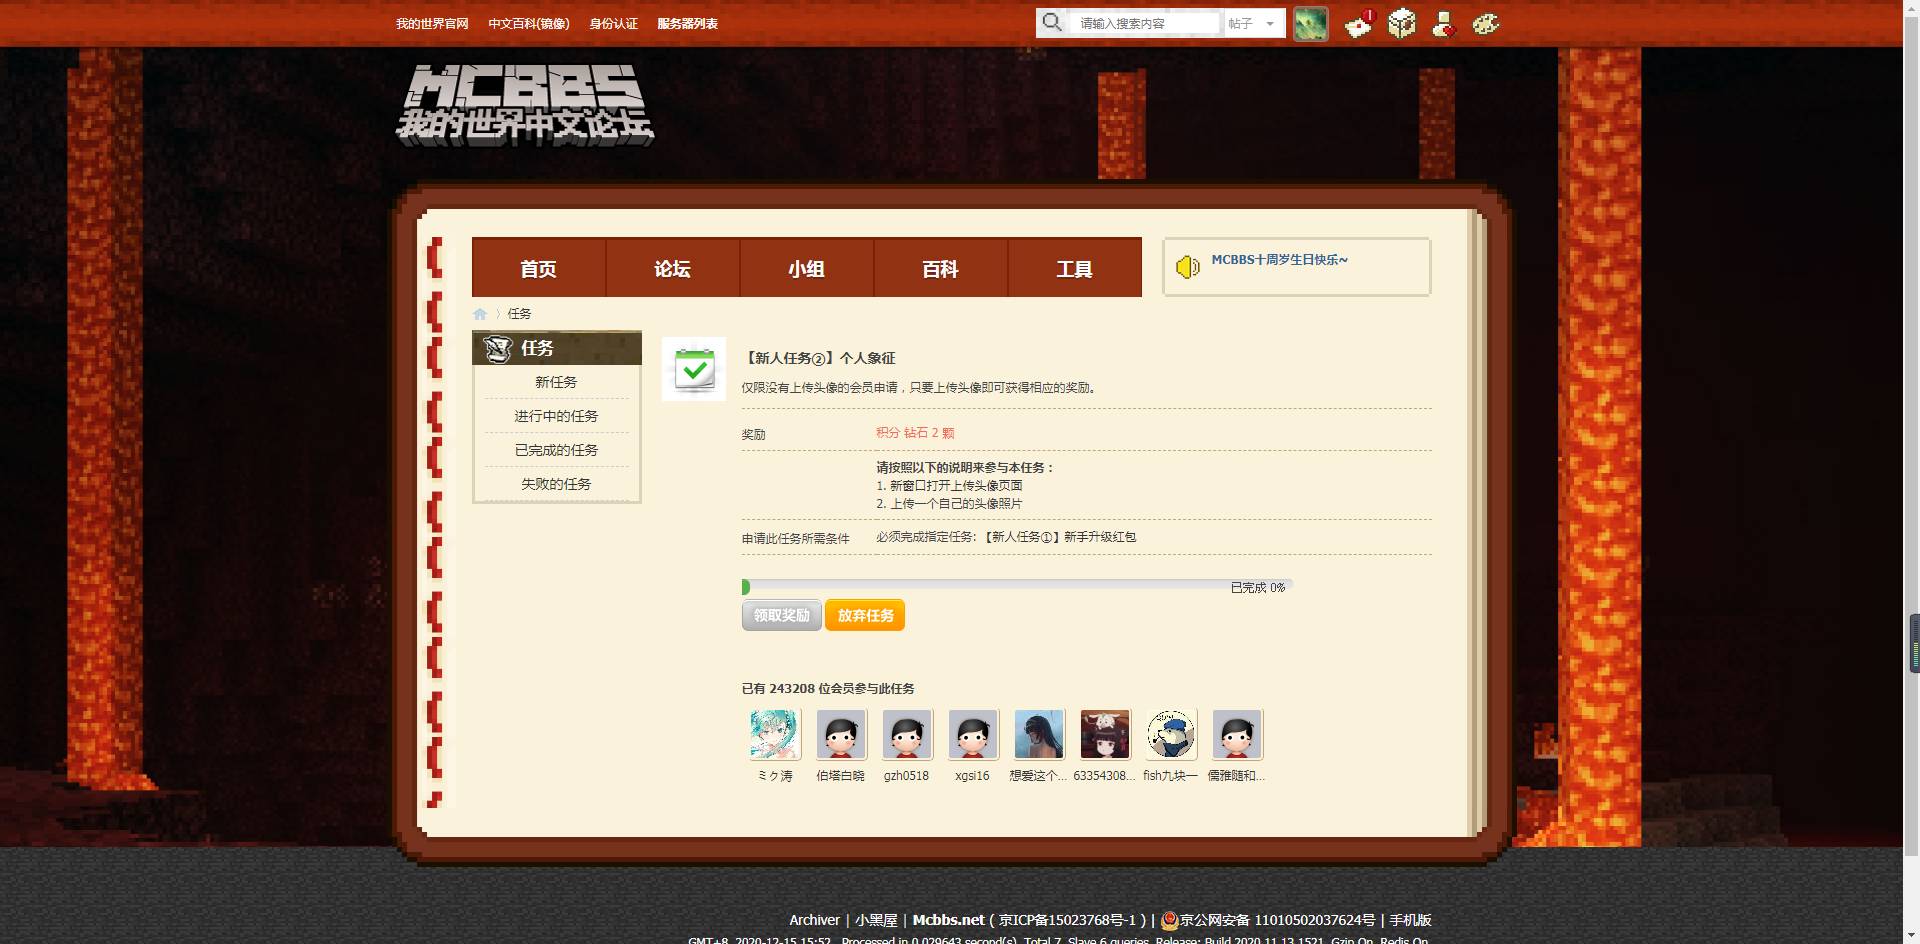 我的世界官网 中文百科(镜像) 身份认证 服务器列表
请输入搜索内容 帖子
1
MCBBS
我的世界中文论坛
首页 论坛 小组 百科 工具
MCBBS十周岁生日快乐~
任务
任务
新任务
进行中的任务
已完成的任务
失败的任务
【新人任务②】个人象征
仅限没有上传头像的会员申请，只要上传头像即可获得相应的奖励。
奖励 积分 钻石 2 颗
请按照以下的说明来参与本任务：
1. 新窗口打开上传头像页面
2. 上传一个自己的头像照片
申请此任务所需条件 必须完成指定任务: 【新人任务①】新手升级红包
已完成 0%
领取奖励 放弃任务
已有 243208 位会员参与此任务
ミク涛 伯塔白晓 gzh0518 xgsi16 想爱这个... 63354308... fish九块一 儒雅随和...
Archiver | 小黑屋 | Mcbbs.net ( 京ICP备15023768号-1 ) | 京公网安备 11010502037624号 | 手机版
GMT+8, 2020-12-15 15:52 , Processed in 0.029643 second(s), Total 7, Slave 6 queries, Release: Build.2020.11.13.1521, Gzip On, Redis On.